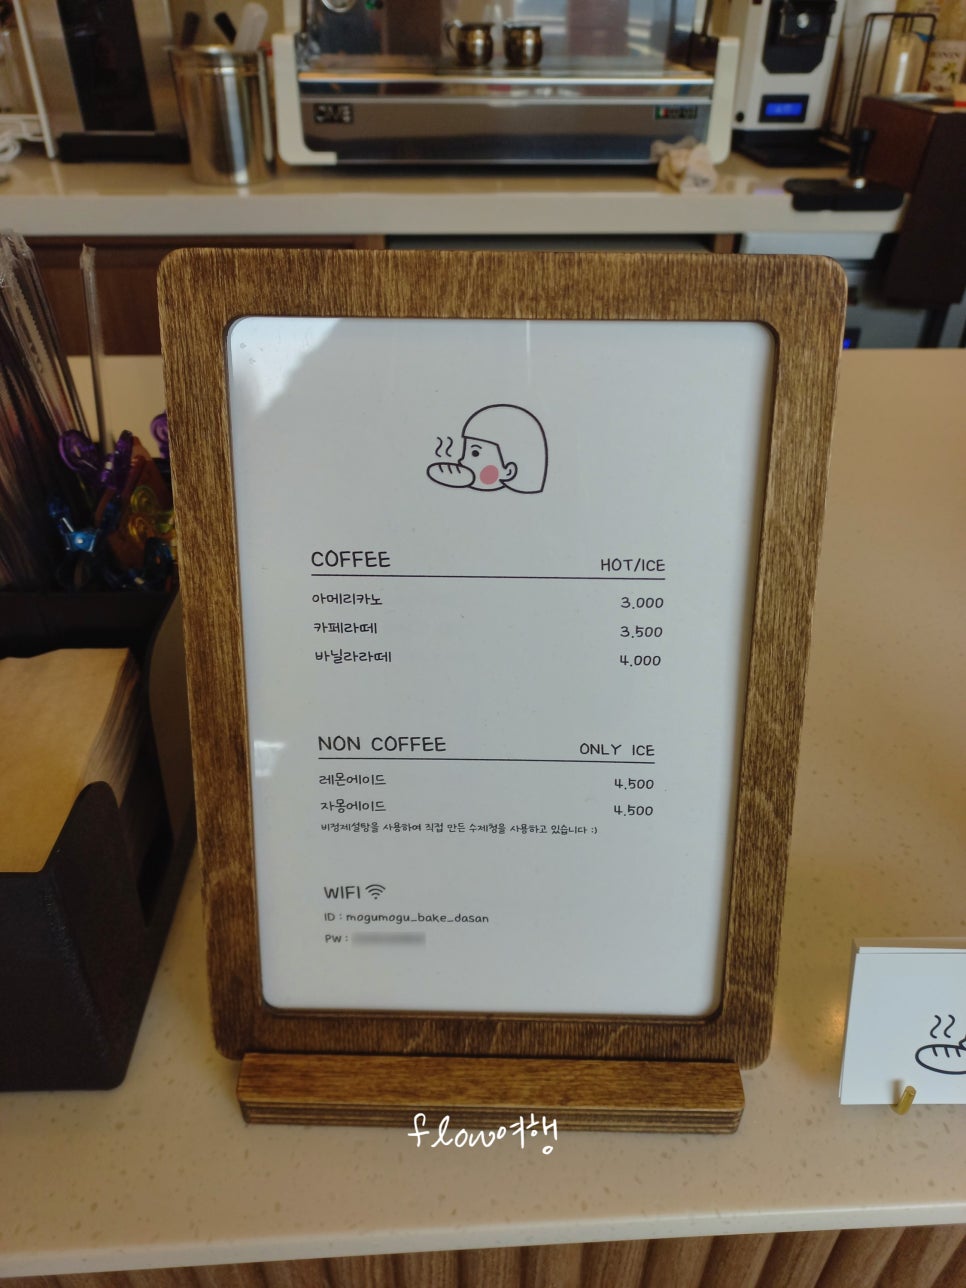 COFFEE HOT/ICE
아메리카노 3.000
카페라떼 3.500
바닐라라떼 4.000
NON COFFEE ONLY ICE
레몬에이드 4.500
자몽에이드 4.500
비정제설탕을 사용하여 직접 만든 수제청을 사용하고 있습니다 :)
WIFI
ID : mogumogu_bake_dasan
PW :
flow여행